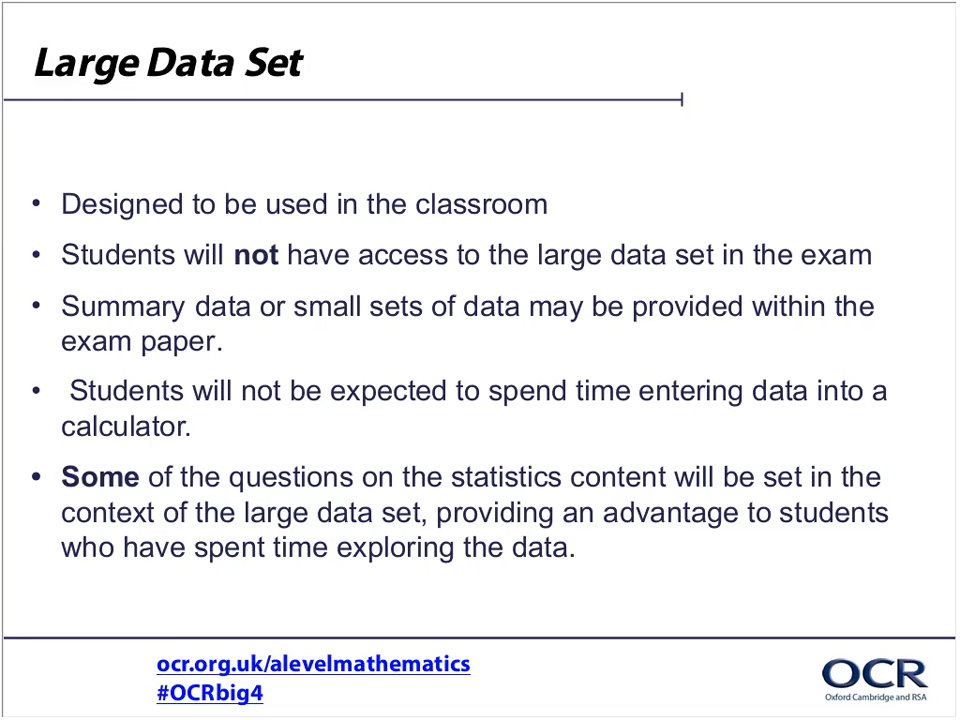 Large Data Set
• Designed to be used in the classroom
• Students will not have access to the large data set in the exam
• Summary data or small sets of data may be provided within the
exam paper.
• Students will not be expected to spend time entering data into a
calculator.
• Some of the questions on the statistics content will be set in the
context of the large data set, providing an advantage to students
who have spent time exploring the data.
ocr.org.uk/alevelmathematics
#OCRbig4
OCR
Oxford Cambridge and RSA